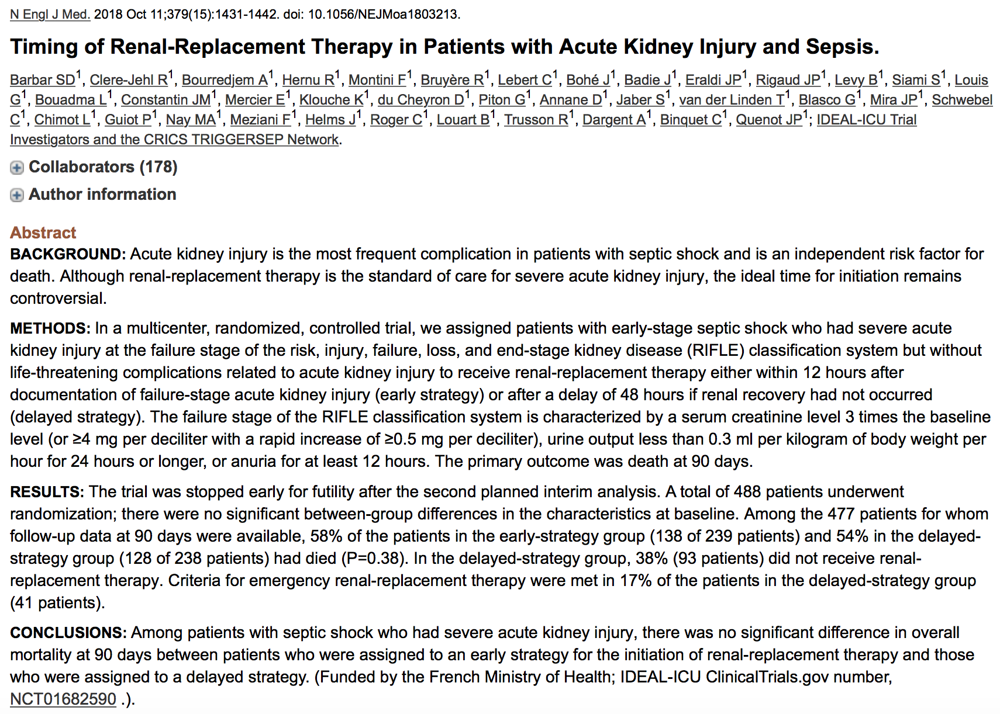 N Engl J Med. 2018 Oct 11;379(15):1431-1442. doi: 10.1056/NEJMoa1803213.
Timing of Renal-Replacement Therapy in Patients with Acute Kidney Injury and Sepsis.
Barbar SD1, Clere-Jehl R1, Bourredjem A1, Hernu R1, Montini F1, Bruyère R1, Lebert C1, Bohé J1, Badie J1, Eraldi JP1, Rigaud JP1, Levy B1, Siami S1, Louis
G1, Bouadma L1, Constantin JM1, Mercier E1, Klouche K1, du Cheyron D1, Piton G1, Annane D1, Jaber S1, van der Linden T1, Blasco G1, Mira JP1, Schwebel
C1, Chimot L1, Guiot P1, Nay MA1, Meziani F1, Helms J1, Roger C1, Louart B1, Trusson R1, Dargent A1, Binquet C1, Quenot JP1; IDEAL-ICU Trial
Investigators and the CRICS TRIGGERSEP Network.
Collaborators (178)
Author information
Abstract
BACKGROUND: Acute kidney injury is the most frequent complication in patients with septic shock and is an independent risk factor for
death. Although renal-replacement therapy is the standard of care for severe acute kidney injury, the ideal time for initiation remains
controversial.
METHODS: In a multicenter, randomized, controlled trial, we assigned patients with early-stage septic shock who had severe acute
kidney injury at the failure stage of the risk, injury, failure, loss, and end-stage kidney disease (RIFLE) classification system but without
life-threatening complications related to acute kidney injury to receive renal-replacement therapy either within 12 hours after
documentation of failure-stage acute kidney injury (early strategy) or after a delay of 48 hours if renal recovery had not occurred
(delayed strategy). The failure stage of the RIFLE classification system is characterized by a serum creatinine level 3 times the baseline
level (or ≥4 mg per deciliter with a rapid increase of ≥0.5 mg per deciliter), urine output less than 0.3 ml per kilogram of body weight per
hour for 24 hours or longer, or anuria for at least 12 hours. The primary outcome was death at 90 days.
RESULTS: The trial was stopped early for futility after the second planned interim analysis. A total of 488 patients underwent
randomization; there were no significant between-group differences in the characteristics at baseline. Among the 477 patients for whom
follow-up data at 90 days were available, 58% of the patients in the early-strategy group (138 of 239 patients) and 54% in the delayed-
strategy group (128 of 238 patients) had died (P=0.38). In the delayed-strategy group, 38% (93 patients) did not receive renal-
replacement therapy. Criteria for emergency renal-replacement therapy were met in 17% of the patients in the delayed-strategy group
(41 patients).
CONCLUSIONS: Among patients with septic shock who had severe acute kidney injury, there was no significant difference in overall
mortality at 90 days between patients who were assigned to an early strategy for the initiation of renal-replacement therapy and those
who were assigned to a delayed strategy. (Funded by the French Ministry of Health; IDEAL-ICU ClinicalTrials.gov number,
NCT01682590 .).